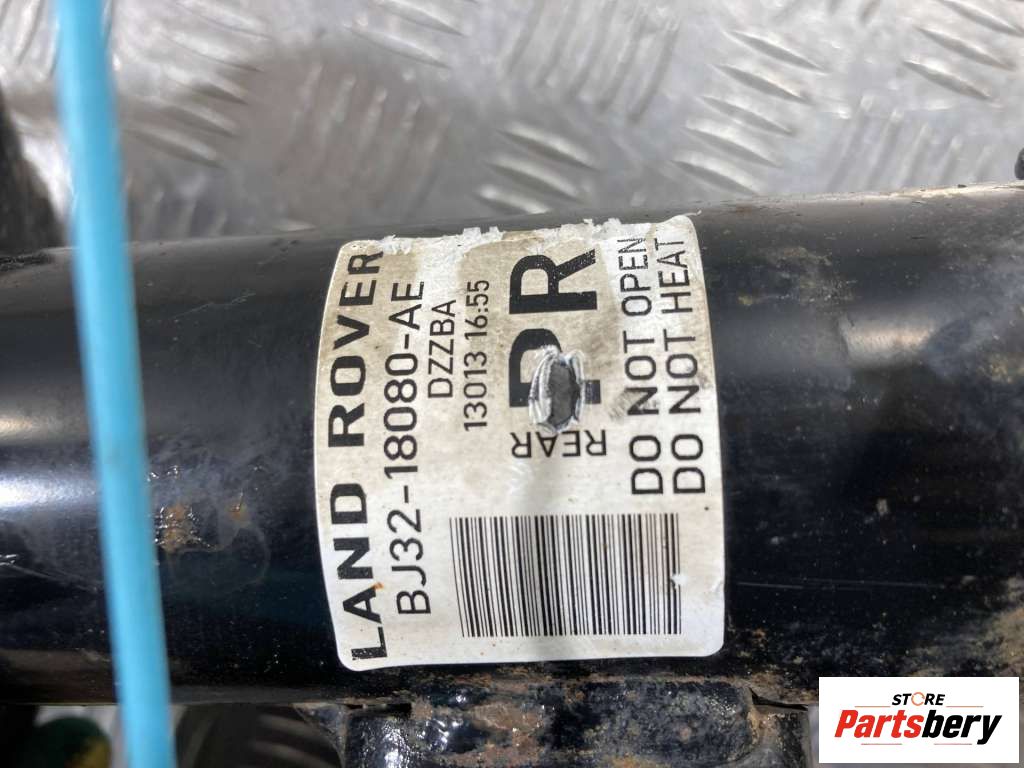 LAND ROVER
BJ32-18080-AE
DZZBA
13013 16:55
REAR
PR
DO NOT OPEN
DO NOT HEAT
STORE
Partsbery